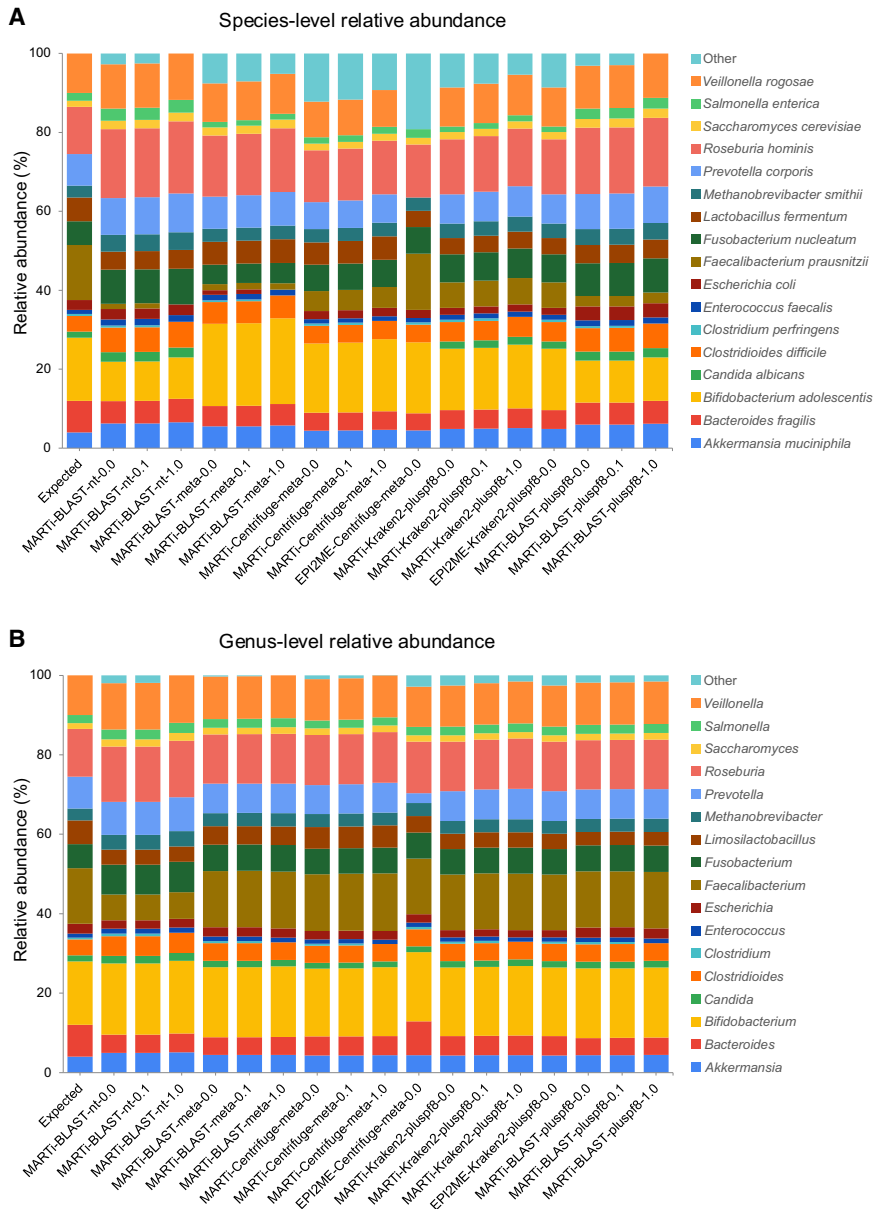 A
Species-level relative abundance
Relative abundance (%)
100
80
60
40
20
0
Expected
MARTi-BLAST-nt-0.0
MARTi-BLAST-nt-0.1
MARTi-BLAST-nt-1.0
MARTi-BLAST-meta-0.0
MARTi-BLAST-meta-0.1
MARTi-BLAST-meta-1.0
MARTi-Centrifuge-meta-0.0
MARTi-Centrifuge-meta-0.1
MARTi-Centrifuge-meta-1.0
EPI2ME-Centrifuge-meta-0.0
MARTi-Kraken2-pluspf8-0.0
MARTi-Kraken2-pluspf8-0.1
MARTi-Kraken2-pluspf8-1.0
EPI2ME-Kraken2-pluspf8-0.0
MARTi-BLAST-pluspf8-0.0
MARTi-BLAST-pluspf8-0.1
MARTi-BLAST-pluspf8-1.0
Other
Veillonella rogosae
Salmonella enterica
Saccharomyces cerevisiae
Roseburia hominis
Prevotella corporis
Methanobrevibacter smithii
Lactobacillus fermentum
Fusobacterium nucleatum
Faecalibacterium prausnitzii
Escherichia coli
Enterococcus faecalis
Clostridium perfringens
Clostridioides difficile
Candida albicans
Bifidobacterium adolescentis
Bacteroides fragilis
Akkermansia muciniphila
B
Genus-level relative abundance
Relative abundance (%)
100
80
60
40
20
0
Expected
MARTi-BLAST-nt-0.0
MARTi-BLAST-nt-0.1
MARTi-BLAST-nt-1.0
MARTi-BLAST-meta-0.0
MARTi-BLAST-meta-0.1
MARTi-BLAST-meta-1.0
MARTi-Centrifuge-meta-0.0
MARTi-Centrifuge-meta-0.1
MARTi-Centrifuge-meta-1.0
EPI2ME-Centrifuge-meta-0.0
MARTi-Kraken2-pluspf8-0.0
MARTi-Kraken2-pluspf8-0.1
MARTi-Kraken2-pluspf8-1.0
EPI2ME-Kraken2-pluspf8-0.0
MARTi-BLAST-pluspf8-0.0
MARTi-BLAST-pluspf8-0.1
MARTi-BLAST-pluspf8-1.0
Other
Veillonella
Salmonella
Saccharomyces
Roseburia
Prevotella
Methanobrevibacter
Limosilactobacillus
Fusobacterium
Faecalibacterium
Escherichia
Enterococcus
Clostridium
Clostridioides
Candida
Bifidobacterium
Bacteroides
Akkermansia